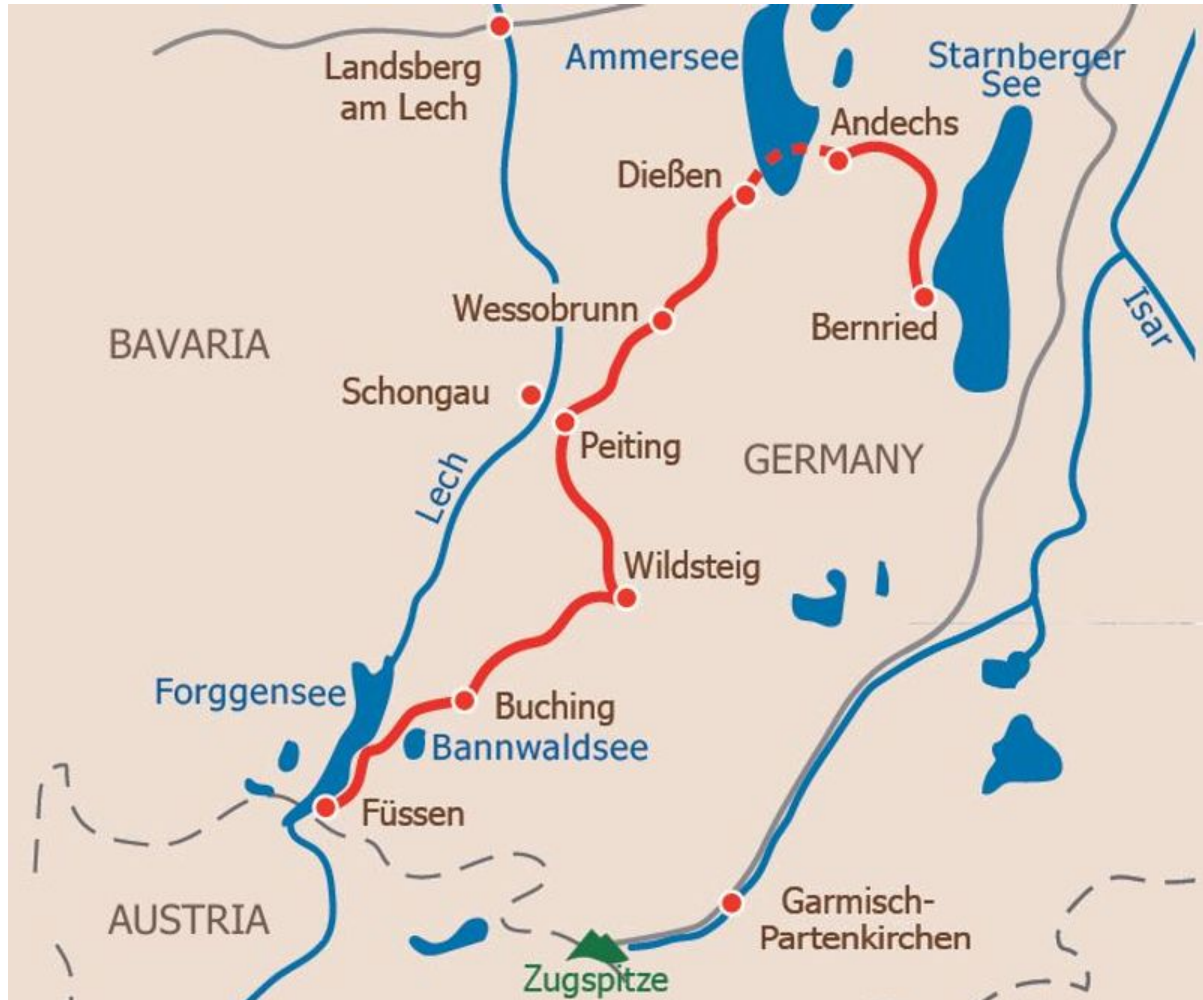 Ammersee
Starnberger
See
Landsberg
am Lech
Andechs
Dießen
Wessobrunn
Bernried
Isar
BAVARIA
Schongau
Peiting
GERMANY
Lech
Wildsteig
Forggensee
Buching
Bannwaldsee
Füssen
AUSTRIA
Garmisch-
Partenkirchen
Zugspitze